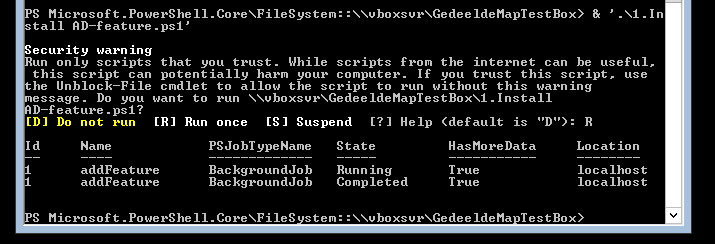 PS Microsoft.PowerShell.Core\FileSystem::\\vboxsvr\GedeeldeMapTestBox> & '.\1.In
stall AD-feature.ps1'
Security warning
Run only scripts that you trust. While scripts from the internet can be useful,
 this script can potentially harm your computer. If you trust this script, use
the Unblock-File cmdlet to allow the script to run without this warning
message. Do you want to run \\vboxsvr\GedeeldeMapTestBox\1.Install
AD-feature.ps1?
[D] Do not run  [R] Run once  [S] Suspend  [?] Help (default is "D"): R
Id     Name            PSJobTypeName   State         HasMoreData     Location
--     ----            -------------   -----         -----------     --------
1      addFeature      BackgroundJob   Running       True            localhost
1      addFeature      BackgroundJob   Completed     True            localhost
PS Microsoft.PowerShell.Core\FileSystem::\\vboxsvr\GedeeldeMapTestBox>